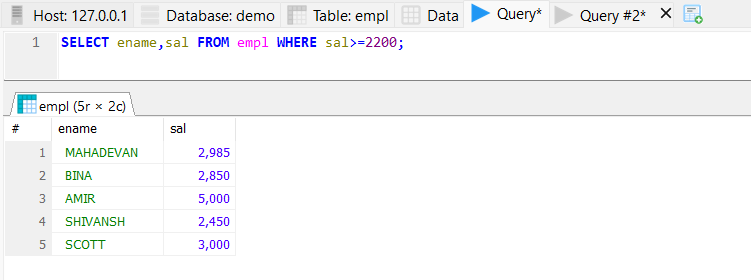 Host: 127.0.0.1 Database: demo Table: empl Data Query* Query #2*
1 SELECT ename,sal FROM empl WHERE sal>=2200;
empl (5r × 2c)
# ename sal
1 MAHADEVAN 2,985
2 BINA 2,850
3 AMIR 5,000
4 SHIVANSH 2,450
5 SCOTT 3,000